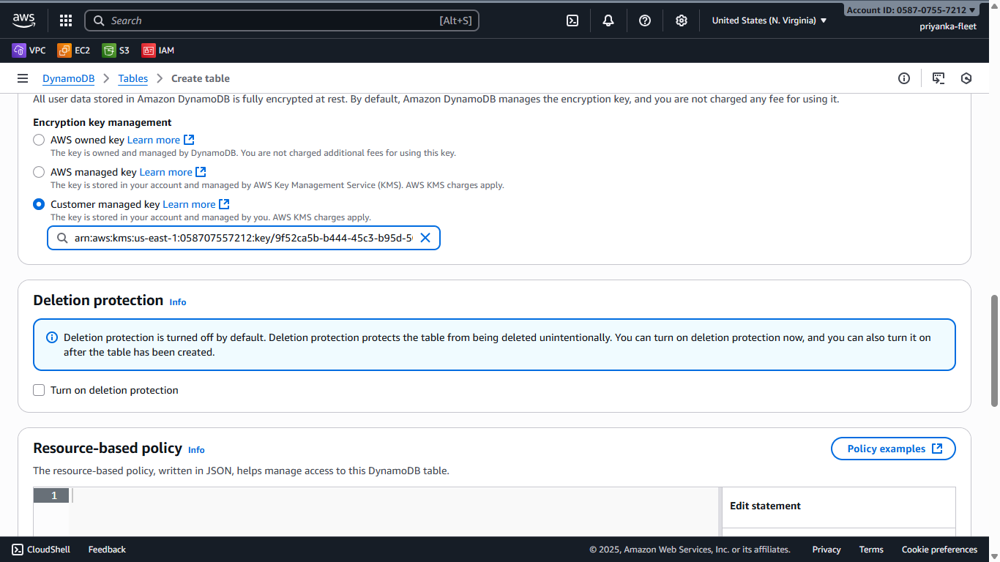 aws
Search [Alt+S]
United States (N. Virginia)
Account ID: 0587-0755-7212
priyanka-fleet
VPC EC2 S3 IAM
DynamoDB Tables Create table
All user data stored in Amazon DynamoDB is fully encrypted at rest. By default, Amazon DynamoDB manages the encryption key, and you are not charged any fee for using it.
Encryption key management
AWS owned key Learn more
The key is owned and managed by DynamoDB. You are not charged additional fees for using this key.
AWS managed key Learn more
The key is stored in your account and managed by AWS Key Management Service (KMS). AWS KMS charges apply.
Customer managed key Learn more
The key is stored in your account and managed by you. AWS KMS charges apply.
arn:aws:kms:us-east-1:058707557212:key/9f52ca5b-b444-45c3-b95d-5
Deletion protection Info
Deletion protection is turned off by default. Deletion protection protects the table from being deleted unintentionally. You can turn on deletion protection now, and you can also turn it on
after the table has been created.
Turn on deletion protection
Resource-based policy Info
Policy examples
The resource-based policy, written in JSON, helps manage access to this DynamoDB table.
1
Edit statement
CloudShell Feedback © 2025, Amazon Web Services, Inc. or its affiliates. Privacy Terms Cookie preferences